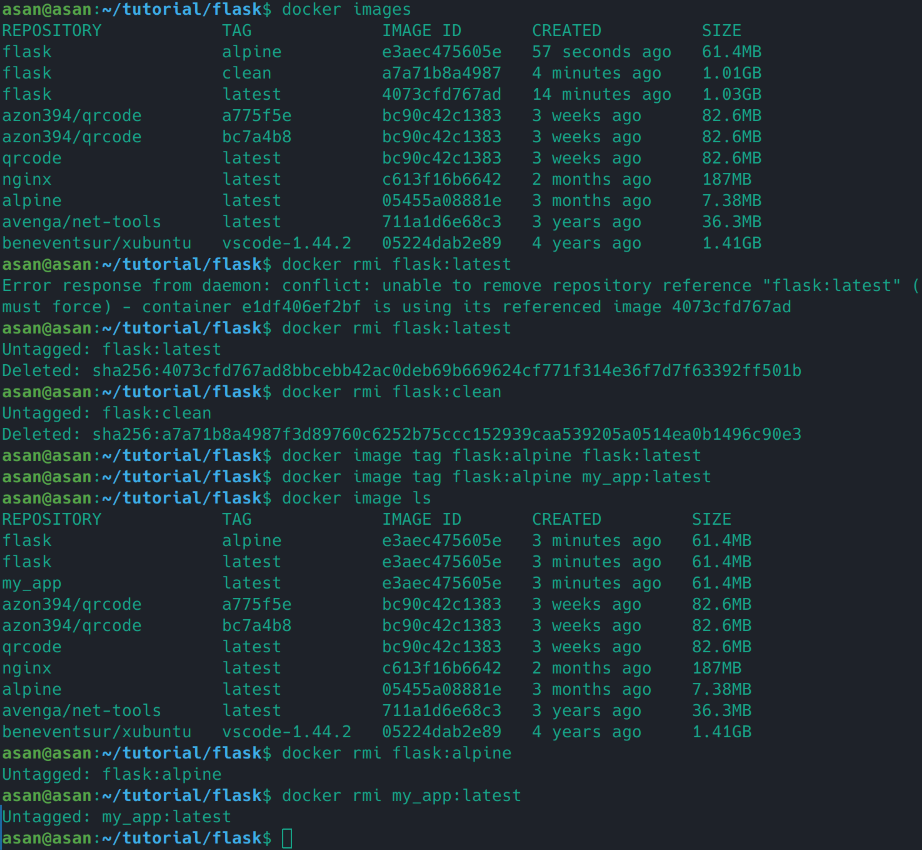 asan@asan:~/tutorial/flask$ docker images
REPOSITORY TAG IMAGE ID CREATED SIZE
flask alpine e3aec475605e 57 seconds ago 61.4MB
flask clean a7a71b8a4987 4 minutes ago 1.01GB
flask latest 4073cfd767ad 14 minutes ago 1.03GB
azon394/qrcode a775f5e bc90c42c1383 3 weeks ago 82.6MB
azon394/qrcode bc7a4b8 bc90c42c1383 3 weeks ago 82.6MB
qrcode latest bc90c42c1383 3 weeks ago 82.6MB
nginx latest c613f16b6642 2 months ago 187MB
alpine latest 05455a08881e 3 months ago 7.38MB
avenga/net-tools latest 711a1d6e68c3 3 years ago 36.3MB
beneventsur/xubuntu vscode-1.44.2 05224dab2e89 4 years ago 1.41GB
asan@asan:~/tutorial/flask$ docker rmi flask:latest
Error response from daemon: conflict: unable to remove repository reference "flask:latest" (
must force) - container e1df406ef2bf is using its referenced image 4073cfd767ad
asan@asan:~/tutorial/flask$ docker rmi flask:latest
Untagged: flask:latest
Deleted: sha256:4073cfd767ad8bbcebb42ac0deb69b669624cf771f314e36f7d7f63392ff501b
asan@asan:~/tutorial/flask$ docker rmi flask:clean
Untagged: flask:clean
Deleted: sha256:a7a71b8a4987f3d89760c6252b75ccc152939caa539205a0514ea0b1496c90e3
asan@asan:~/tutorial/flask$ docker image tag flask:alpine flask:latest
asan@asan:~/tutorial/flask$ docker image tag flask:alpine my_app:latest
asan@asan:~/tutorial/flask$ docker image ls
REPOSITORY TAG IMAGE ID CREATED SIZE
flask alpine e3aec475605e 3 minutes ago 61.4MB
flask latest e3aec475605e 3 minutes ago 61.4MB
my_app latest e3aec475605e 3 minutes ago 61.4MB
azon394/qrcode a775f5e bc90c42c1383 3 weeks ago 82.6MB
azon394/qrcode bc7a4b8 bc90c42c1383 3 weeks ago 82.6MB
qrcode latest bc90c42c1383 3 weeks ago 82.6MB
nginx latest c613f16b6642 2 months ago 187MB
alpine latest 05455a08881e 3 months ago 7.38MB
avenga/net-tools latest 711a1d6e68c3 3 years ago 36.3MB
beneventsur/xubuntu vscode-1.44.2 05224dab2e89 4 years ago 1.41GB
asan@asan:~/tutorial/flask$ docker rmi flask:alpine
Untagged: flask:alpine
asan@asan:~/tutorial/flask$ docker rmi my_app:latest
Untagged: my_app:latest
asan@asan:~/tutorial/flask$